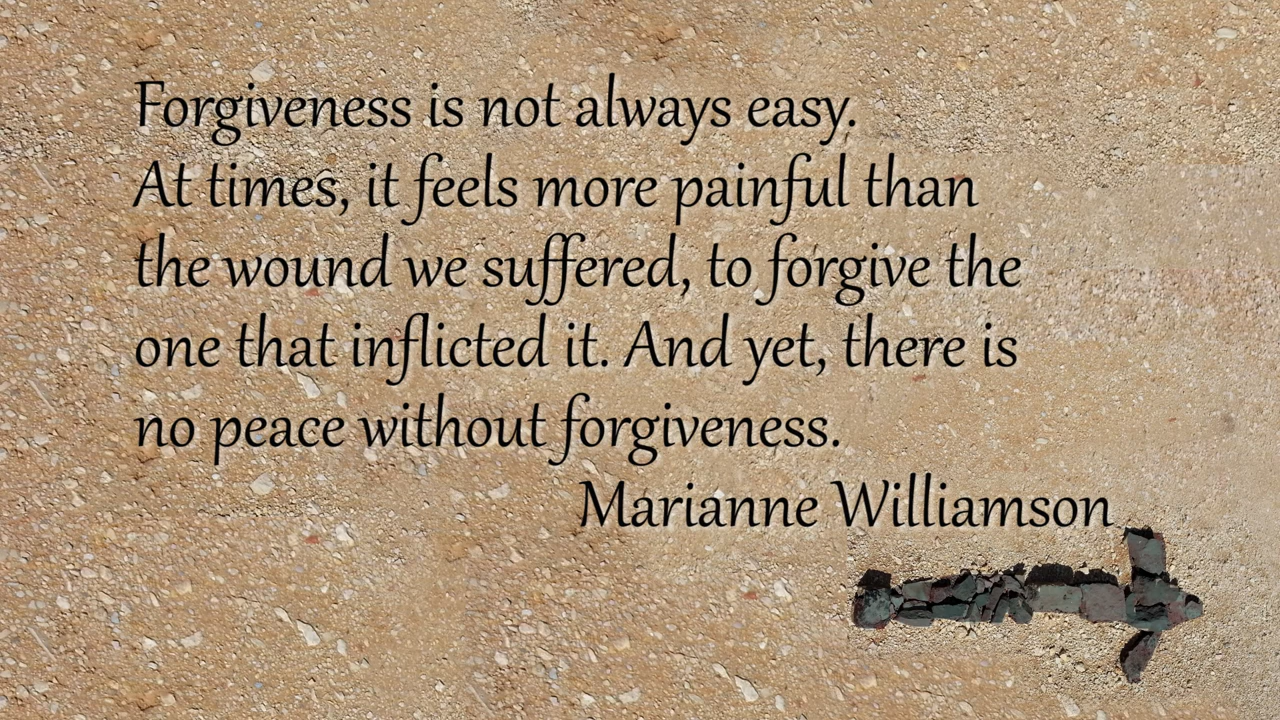 Forgiveness is not always easy.
At times, it feels more painful than
the wound we suffered, to forgive the
one that inflicted it. And yet, there is
no peace without forgiveness.
Marianne Williamson